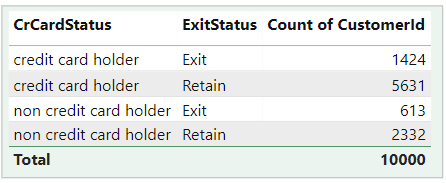 CrCardStatus ExitStatus Count of CustomerId
credit card holder Exit 1424
credit card holder Retain 5631
non credit card holder Exit 613
non credit card holder Retain 2332
Total 10000